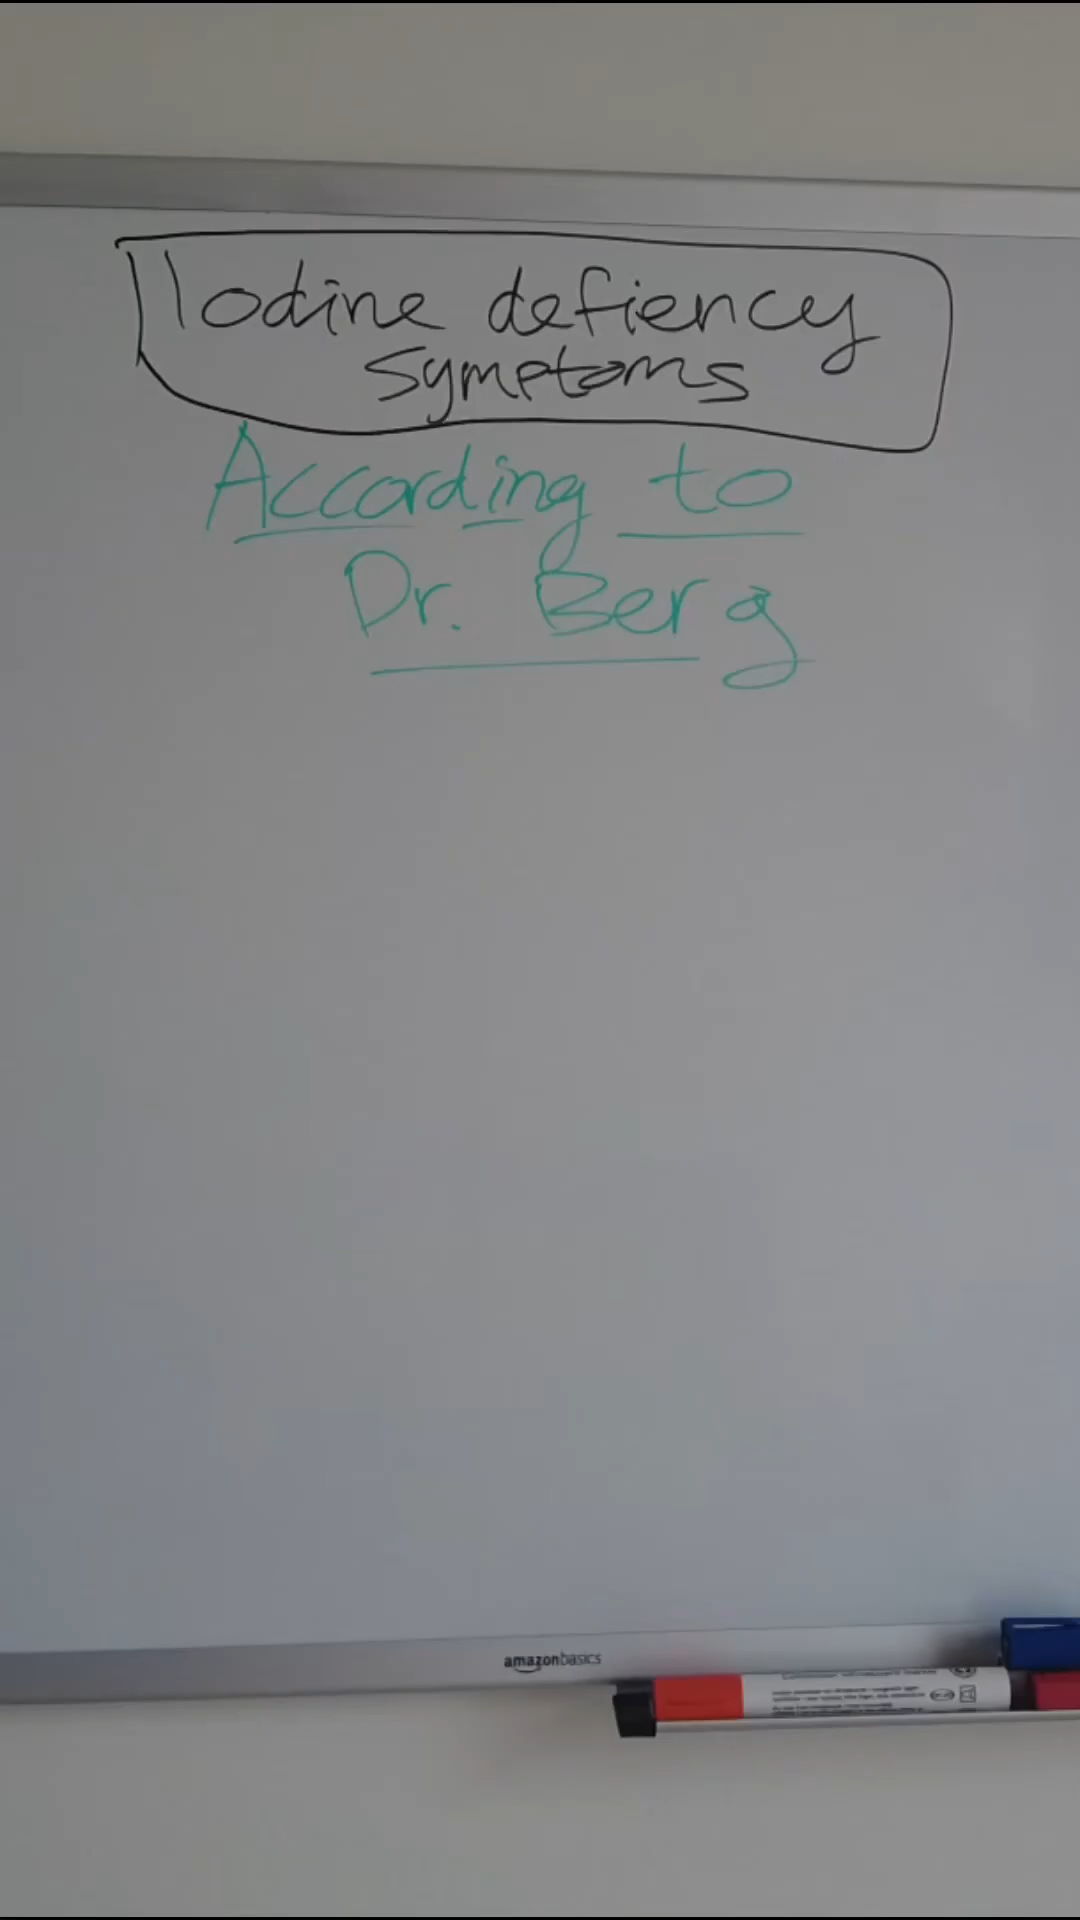 Iodine defiency
symptoms
According to
Dr. Berg
amazonbasics